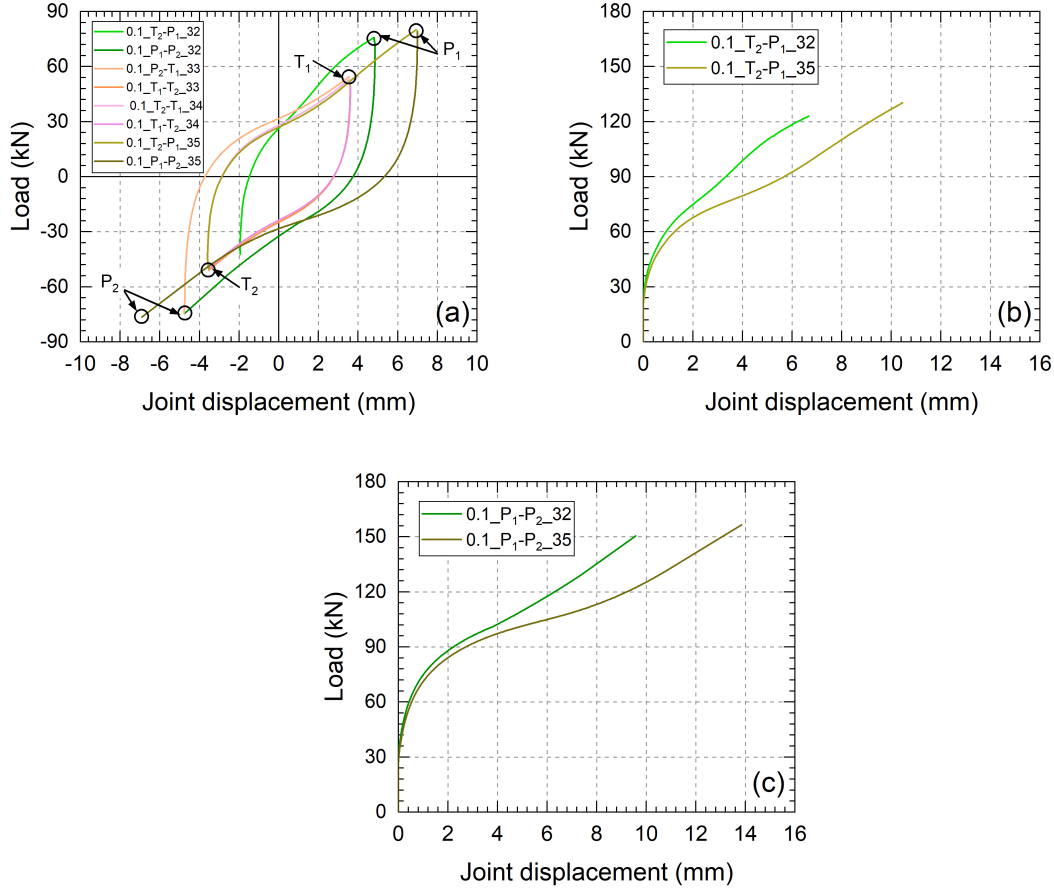 90
60
30
0
-30
-60
-90
Load (kN)
0.1_T₂-P₁_32
0.1_P₁-P₂_32
0.1_P₂-T₁_33
0.1_T₁-T₂_33
0.1_T₂-T₁_34
0.1_T₁-T₂_34
0.1_T₂-P₁_35
0.1_P₁-P₂_35
T₁
P₁
P₂
T₂
(a)
-10 -8 -6 -4 -2 0 2 4 6 8 10
Joint displacement (mm)
180
150
120
90
60
30
0
Load (kN)
0.1_T₂-P₁_32
0.1_T₂-P₁_35
(b)
0 2 4 6 8 10 12 14 16
Joint displacement (mm)
180
150
120
90
60
30
0
Load (kN)
0.1_P₁-P₂_32
0.1_P₁-P₂_35
(c)
0 2 4 6 8 10 12 14 16
Joint displacement (mm)